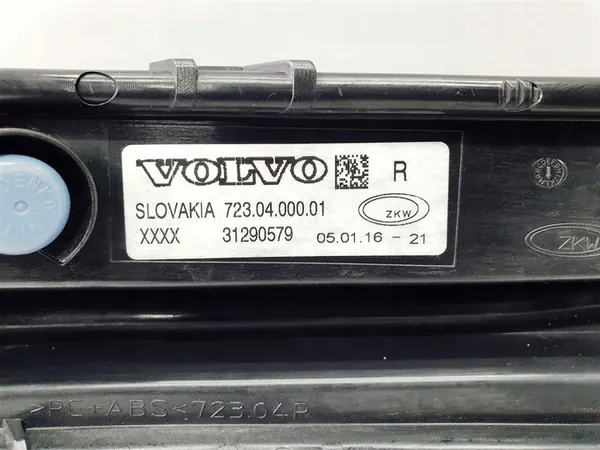 VOLVO R
SLOVAKIA 723.04.000.01 ZKW
XXXX 31290579 05.01.16 - 21
ZKW
>PC+ABS<723.04R